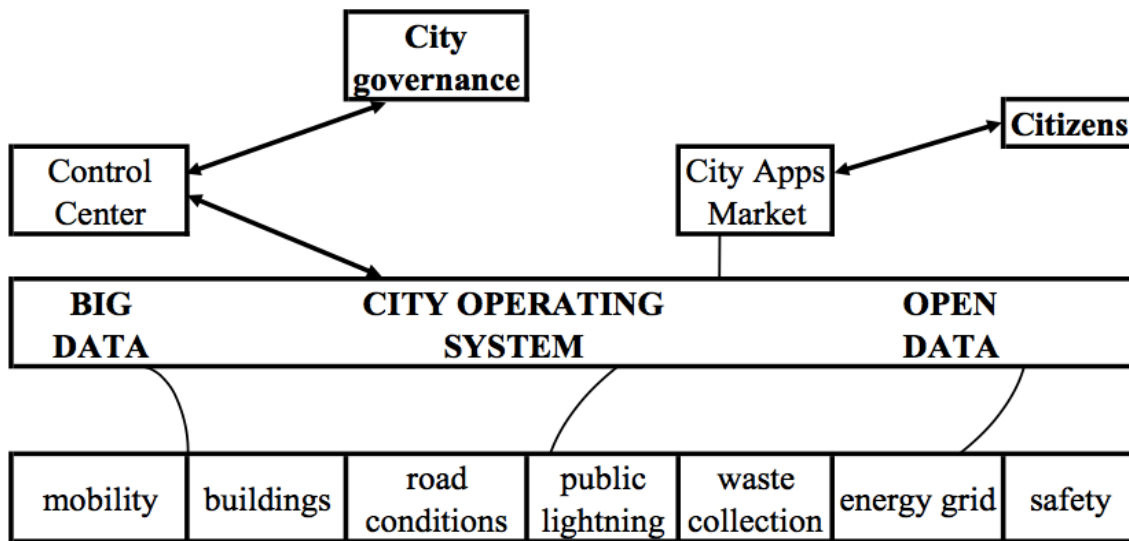 City
governance
Citizens
Control
Center
City Apps
Market
BIG
DATA
CITY OPERATING
SYSTEM
OPEN
DATA
mobility
buildings
road
conditions
public
lightning
waste
collection
energy grid
safety